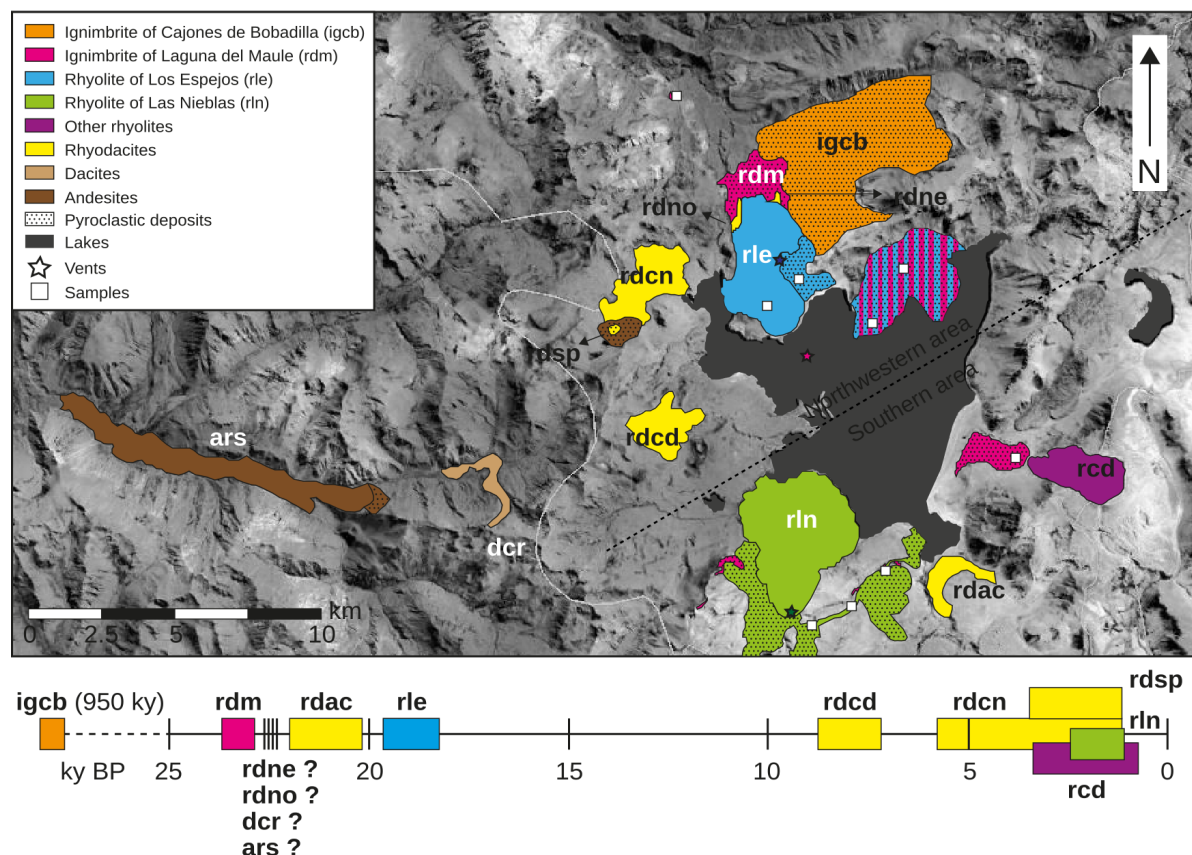 Ignimbrite of Cajones de Bobadilla (igcb)
Ignimbrite of Laguna del Maule (rdm)
Rhyolite of Los Espejos (rle)
Rhyolite of Las Nieblas (rln)
Other rhyolites
Rhyodacites
Dacites
Andesites
Pyroclastic deposits
Lakes
Vents
Samples
N
igcb
rdm
rdno
rdne
rle
rdcn
rdsp
Northwestern area
Southern area
rdcd
ars
rcd
rln
dcr
rdac
km
0 2.5 5 10
rdsp
igcb (950 ky) rdm rdac rle rdcd rdcn
rln
ky BP 25 20 15 10 5 0
rdne ?
rcd
rdno ?
dcr ?
ars ?